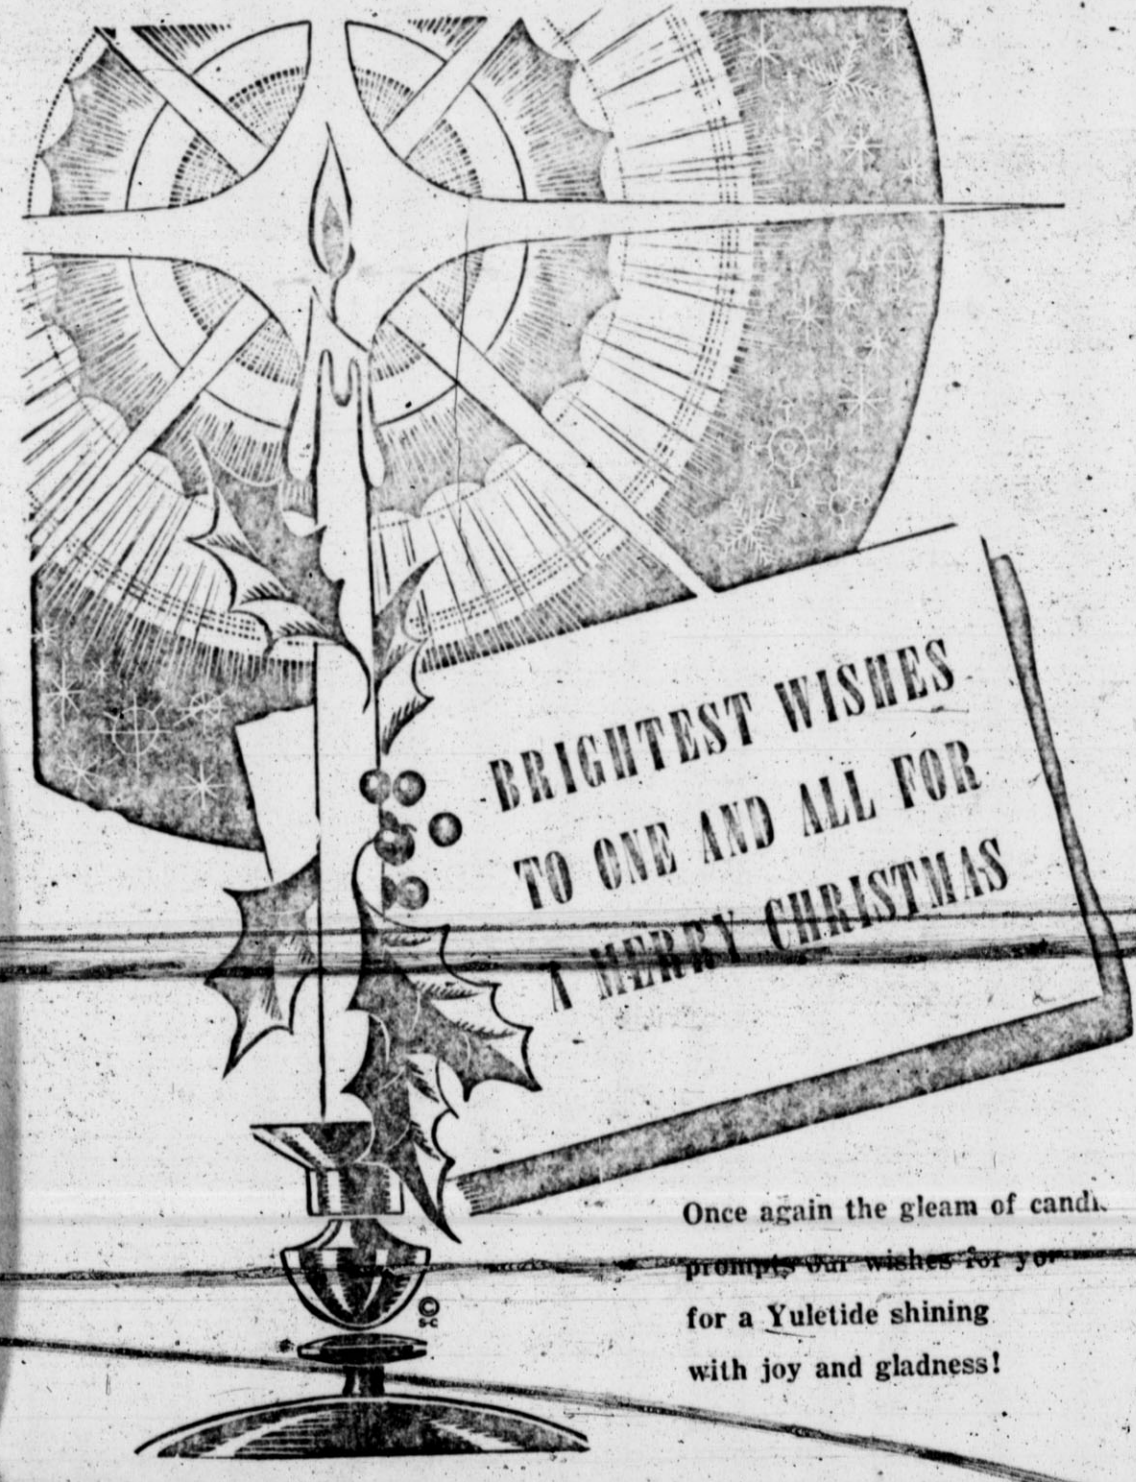 BRIGHTEST WISHES
TO ONE AND ALL FOR
A MERRY CHRISTMAS
Once again the gleam of
prompts our wishes for
for a Yuletide shining
with joy and gladness!
© S-C